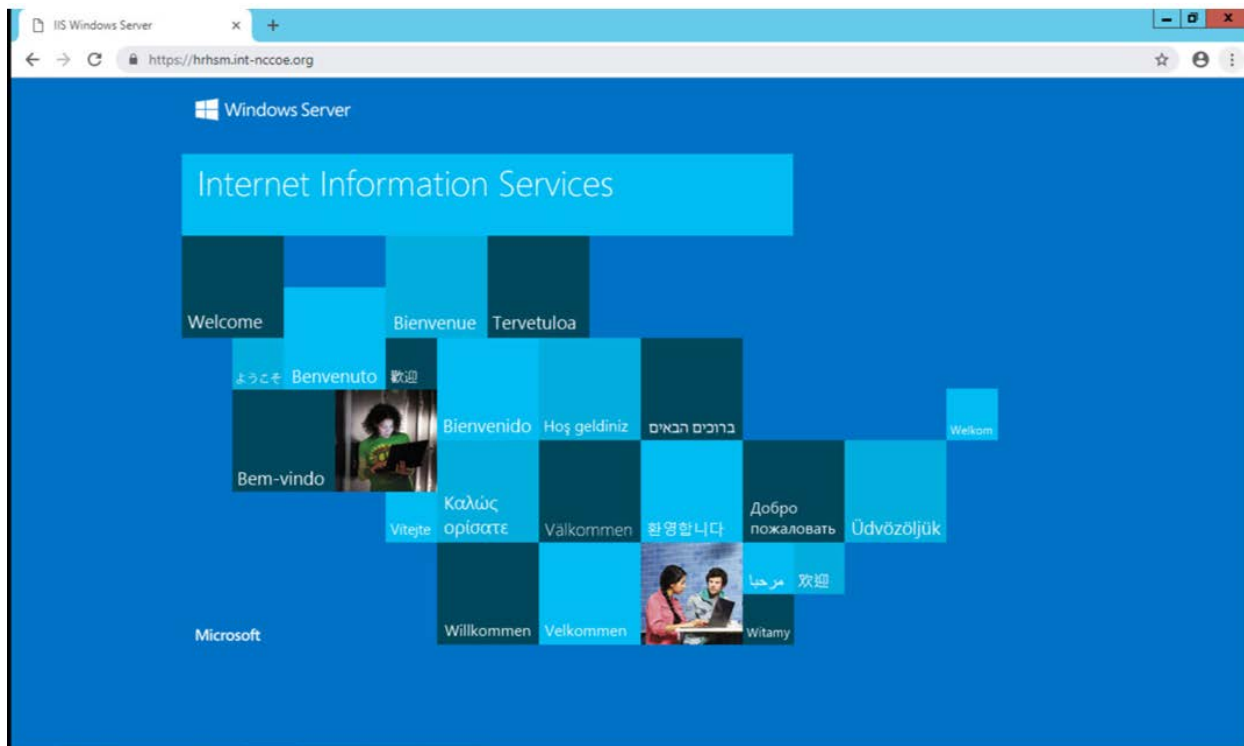 IIS Windows Server
https://hrhsm.int-nccoe.org
Windows Server
Internet Information Services
Welcome
Bienvenue
Tervetuloa
ようこそ
Benvenuto
歡迎
Bienvenido
Hoş geldiniz
ברוכים הבאים
Welkom
Bem-vindo
Vítejte
Καλώς
ορίσατε
Välkommen
환영합니다
Добро
пожаловать
Üdvözöljük
مرحبا
欢迎
Willkommen
Velkommen
Witamy
Microsoft